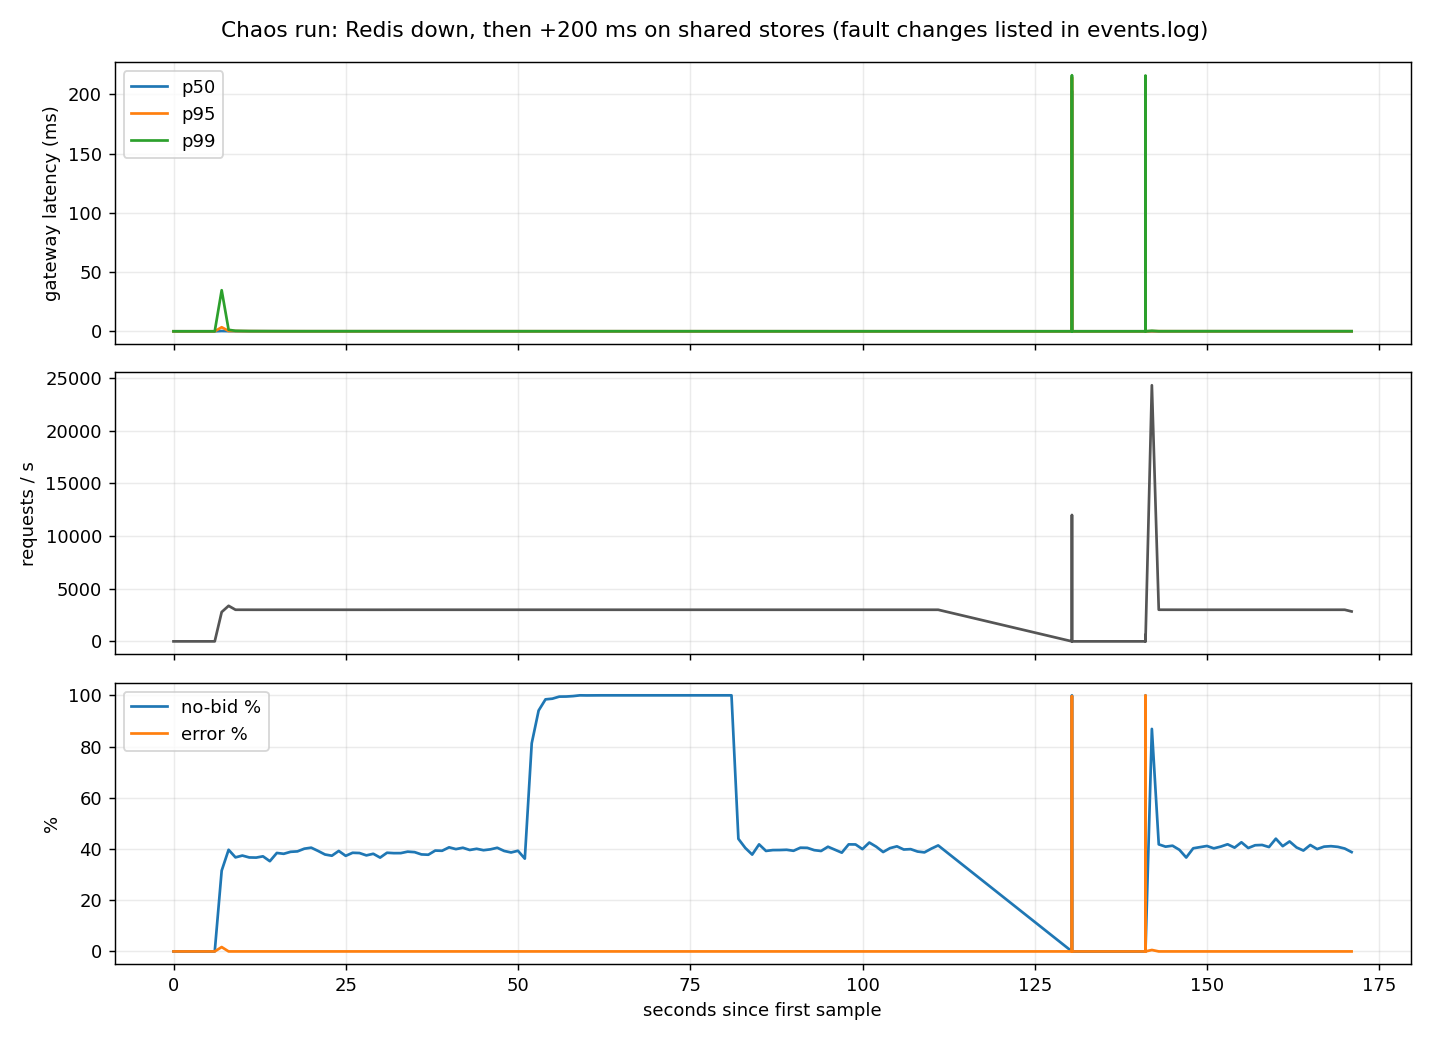 Chaos run: Redis down, then +200 ms on shared stores (fault changes listed in events.log)
gateway latency (ms)
200
150
100
50
0
p50
p95
p99
requests / s
25000
20000
15000
10000
5000
0
%
100
80
60
40
20
0
no-bid %
error %
0 25 50 75 100 125 150 175
seconds since first sample